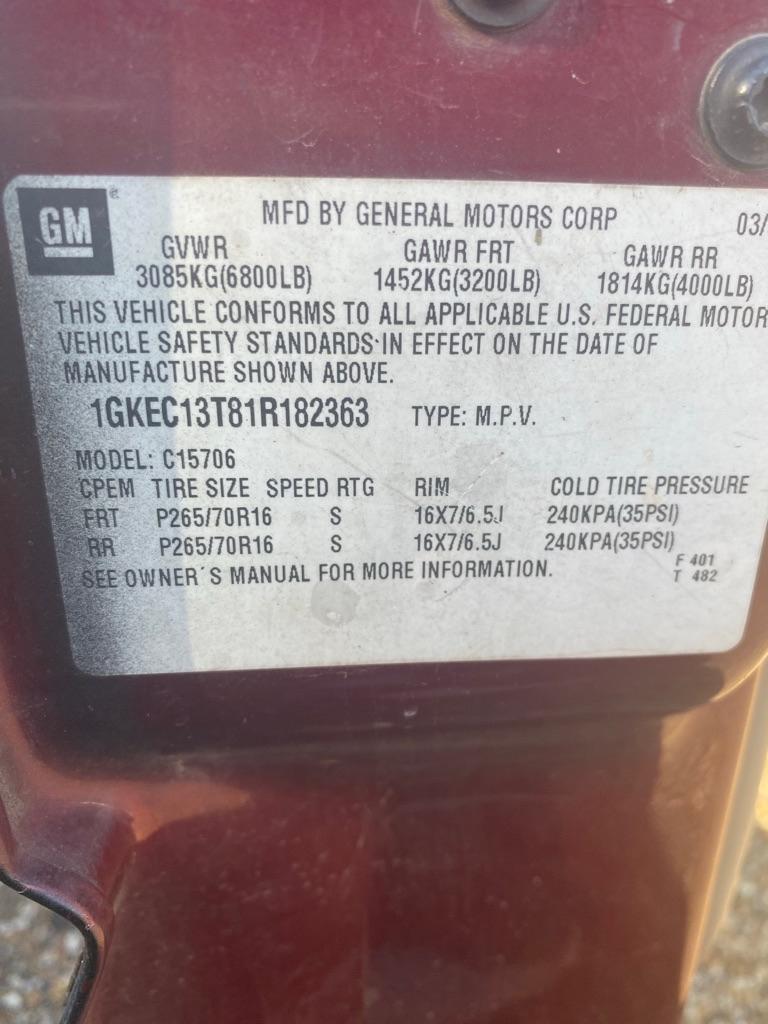 GM ® MFD BY GENERAL MOTORS CORP 03/
GVWR GAWR FRT GAWR RR
3085KG(6800LB) 1452KG(3200LB) 1814KG(4000LB)
THIS VEHICLE CONFORMS TO ALL APPLICABLE U.S. FEDERAL MOTOR
VEHICLE SAFETY STANDARDS IN EFFECT ON THE DATE OF
MANUFACTURE SHOWN ABOVE.
1GKEC13T81R182363 TYPE: M.P.V.
MODEL: C15706
CPEM TIRE SIZE SPEED RTG RIM COLD TIRE PRESSURE
FRT P265/70R16 S 16X7/6.5J 240KPA(35PSI)
RR P265/70R16 S 16X7/6.5J 240KPA(35PSI)
SEE OWNER'S MANUAL FOR MORE INFORMATION. F 401
T 482